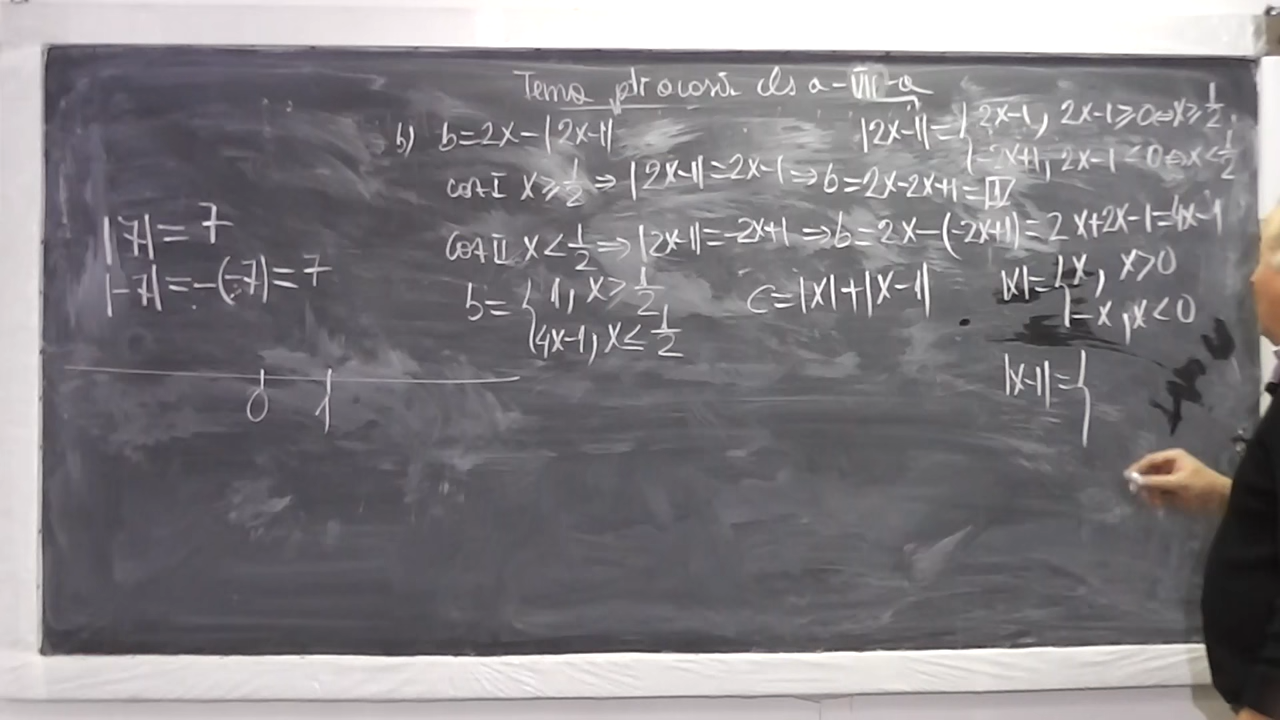 Tema ptr acasă cls a-VII-a
b) b=2x-|2x-1|
|2x-1|={2x-1, 2x-1≥0⇔x≥1/2
{-2x+1, 2x-1<0⇔x<1/2
caz I x≥1/2 ⇒|2x-1|=2x-1⇒b=2x-2x+1=1
caz II x<1/2⇒|2x-1|=-2x+1⇒b=2x-(-2x+1)=2x+2x-1=4x-1
|7|=7
|-7|=-(-7)=7
b={1, x>1/2
{4x-1, x≤1/2
c=|x|+|x-1|
|x|={x, x>0
{-x, x<0
|x-1|={
0 1